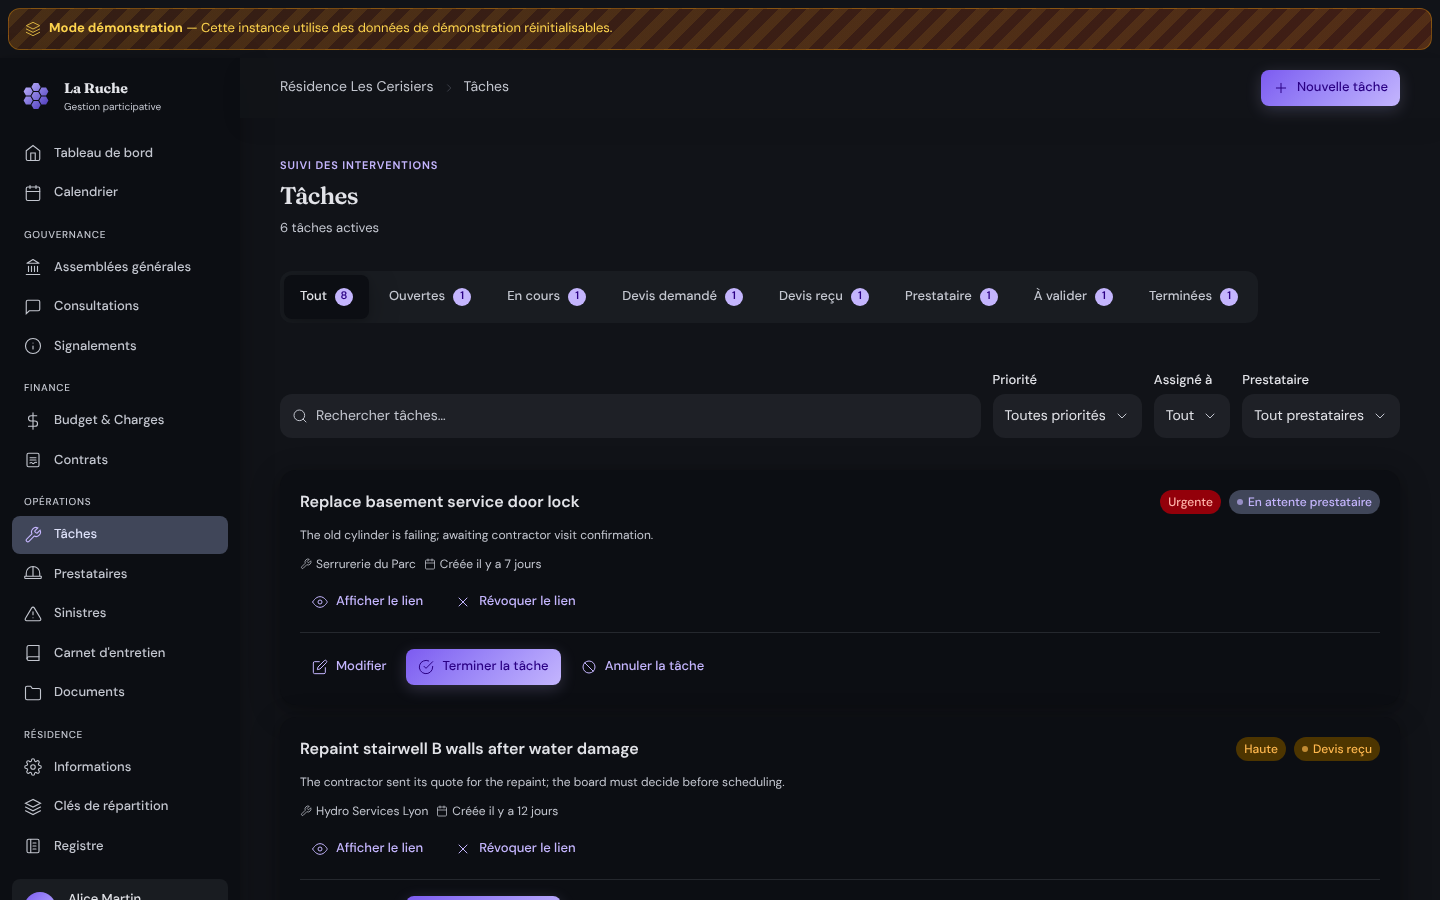 Mode démonstration — Cette instance utilise des données de démonstration réinitialisables.
La Ruche
Gestion participative
Tableau de bord
Calendrier
GOUVERNANCE
Assemblées générales
Consultations
Signalements
FINANCE
Budget & Charges
Contrats
OPÉRATIONS
Tâches
Prestataires
Sinistres
Carnet d'entretien
Documents
RÉSIDENCE
Informations
Clés de répartition
Registre
Alice Martin
Résidence Les Cerisiers > Tâches
Nouvelle tâche
SUIVI DES INTERVENTIONS
Tâches
6 tâches actives
Tout 8 Ouvertes 1 En cours 1 Devis demandé 1 Devis reçu 1 Prestataire 1 À valider 1 Terminées 1
Priorité Assigné à Prestataire
Rechercher tâches... Toutes priorités Tout Tout prestataires
Replace basement service door lock Urgente En attente prestataire
The old cylinder is failing; awaiting contractor visit confirmation.
Serrurerie du Parc Créée il y a 7 jours
Afficher le lien Révoquer le lien
Modifier Terminer la tâche Annuler la tâche
Repaint stairwell B walls after water damage Haute Devis reçu
The contractor sent its quote for the repaint; the board must decide before scheduling.
Hydro Services Lyon Créée il y a 12 jours
Afficher le lien Révoquer le lien